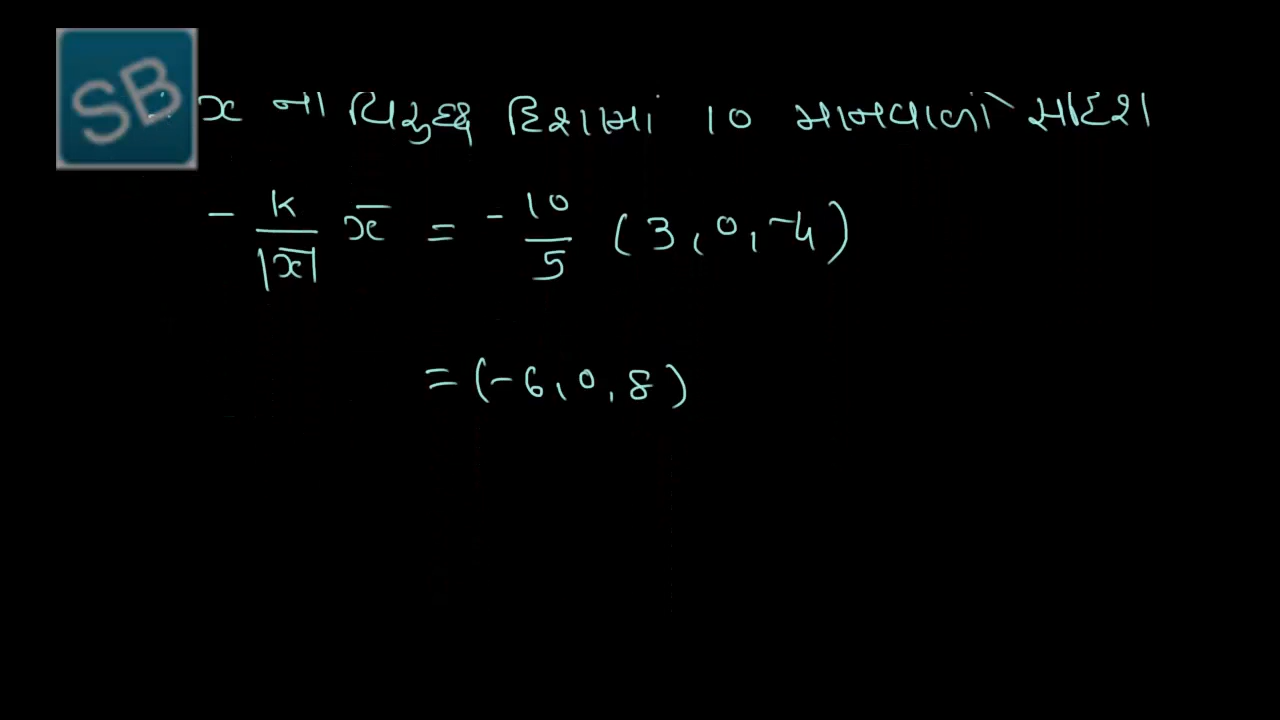 SB
∴ x ના વિરુદ્ધ દિશામાં 10 માનવાળો સદિશ
- k/|x̄| x̄ = - 10/5 (3, 0, -4)
= (-6, 0, 8)